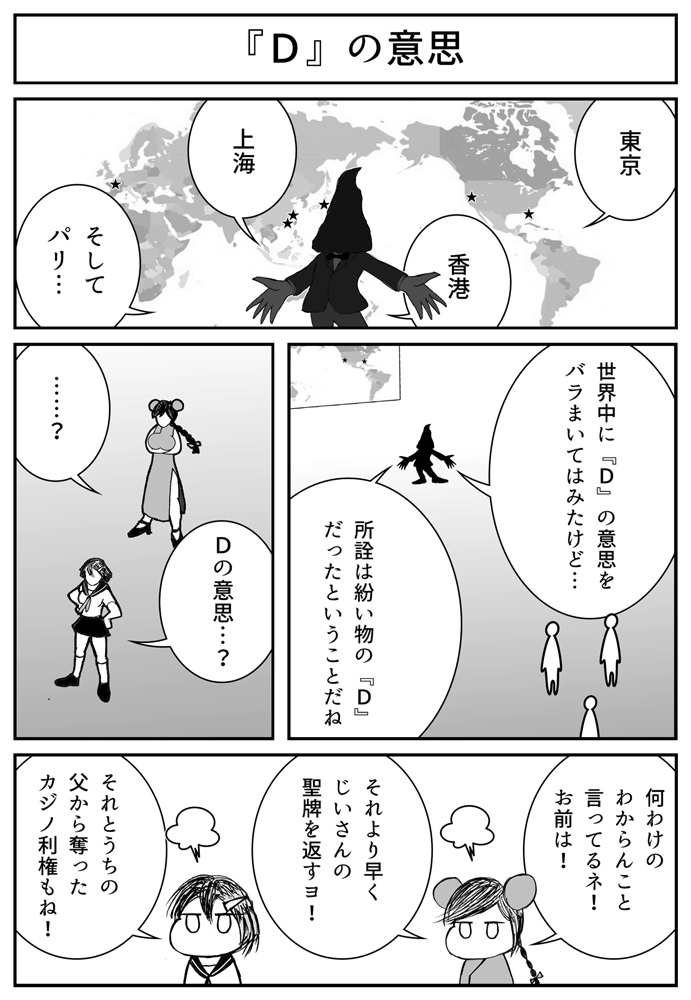 『D』の意思
東京
上海
香港
そして
パリ…
世界中に『D』の意思を
バラまいてはみたけど…
所詮は紛い物の『D』
だったということだね
……？
Dの意思…？
何わけの
わからんこと
言ってるネ！
お前は！
それより早く
じいさんの
聖牌を返すヨ！
それとうちの
父から奪った
カジノ利権もね！